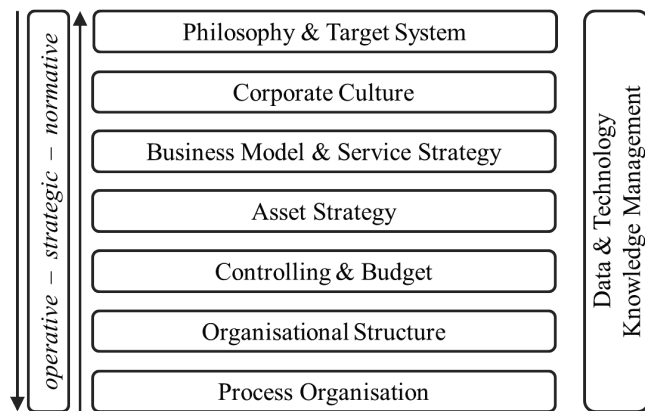 operative – strategic – normative
Philosophy & Target System
Corporate Culture
Business Model & Service Strategy
Asset Strategy
Controlling & Budget
Organisational Structure
Process Organisation
Data & Technology
Knowledge Management